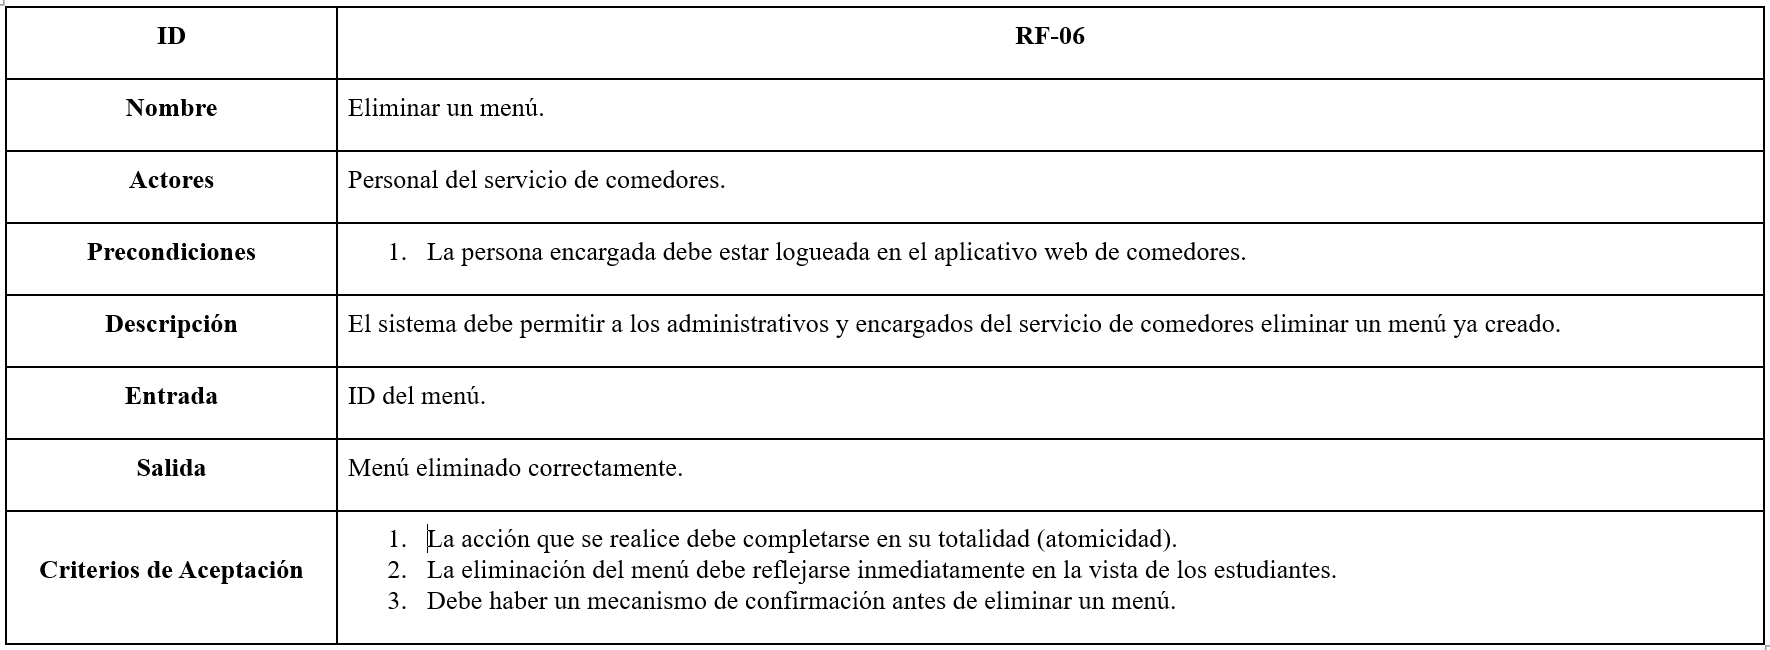 ID RF-06
Nombre Eliminar un menú.
Actores Personal del servicio de comedores.
Precondiciones 1. La persona encargada debe estar logueada en el aplicativo web de comedores.
Descripción El sistema debe permitir a los administrativos y encargados del servicio de comedores eliminar un menú ya creado.
Entrada ID del menú.
Salida Menú eliminado correctamente.
Criterios de Aceptación
1. La acción que se realice debe completarse en su totalidad (atomicidad).
2. La eliminación del menú debe reflejarse inmediatamente en la vista de los estudiantes.
3. Debe haber un mecanismo de confirmación antes de eliminar un menú.